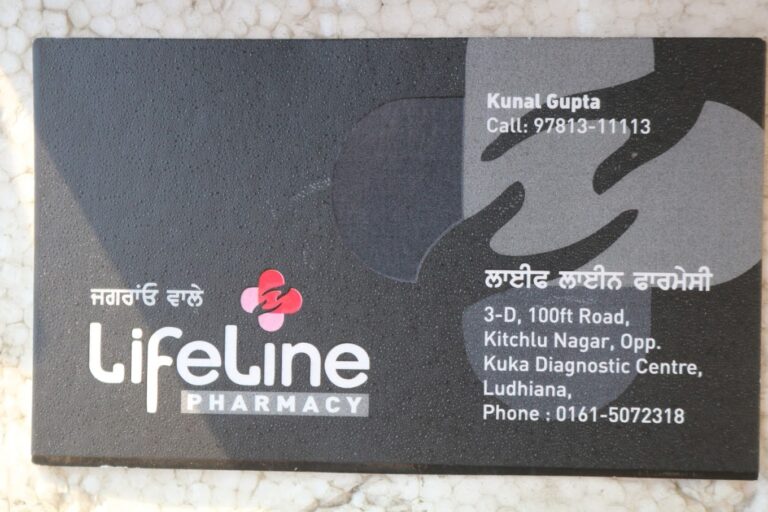 Kunal Gupta
Call: 97813-11113
ਜਗਰਾਂਓ ਵਾਲੇ
LifeLine
PHARMACY
ਲਾਈਫ ਲਾਈਨ ਫਾਰਮੇਸੀ
3-D, 100ft Road,
Kitchlu Nagar, Opp.
Kuka Diagnostic Centre,
Ludhiana,
Phone : 0161-5072318